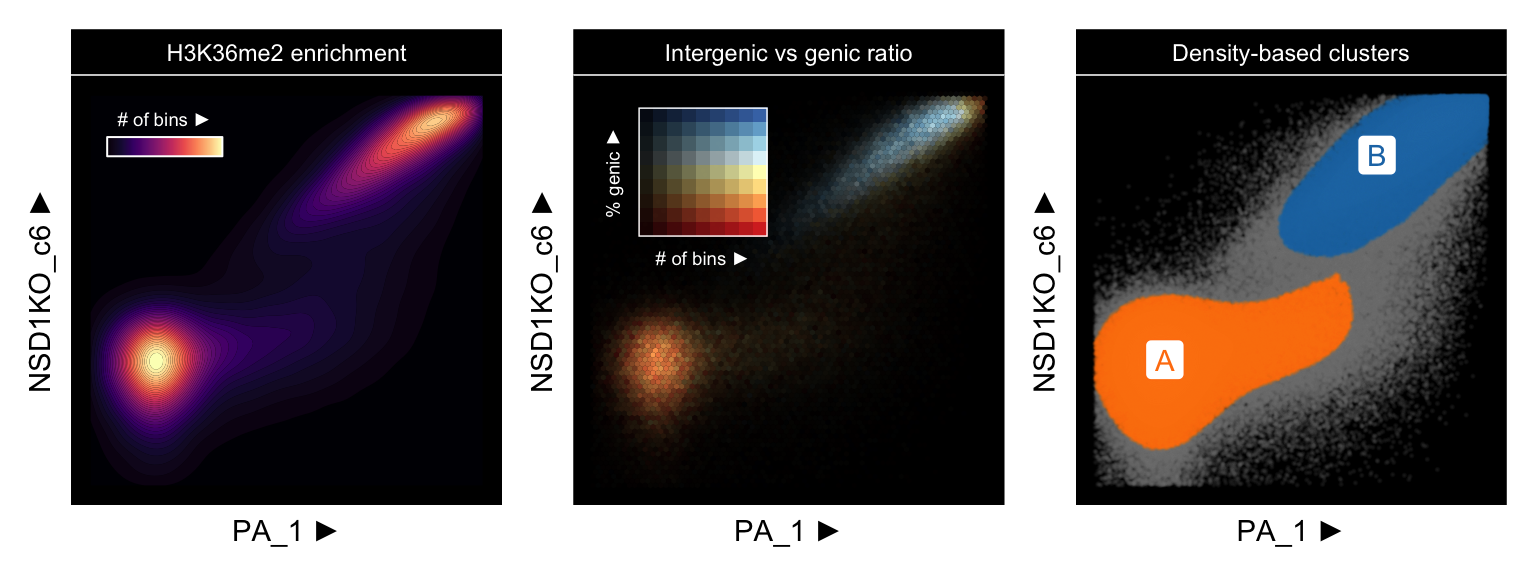 H3K36me2 enrichment
# of bins ►
NSD1KO_c6 ►
PA_1 ►
Intergenic vs genic ratio
% genic ►
# of bins ►
NSD1KO_c6 ►
PA_1 ►
Density-based clusters
B
A
NSD1KO_c6 ►
PA_1 ►